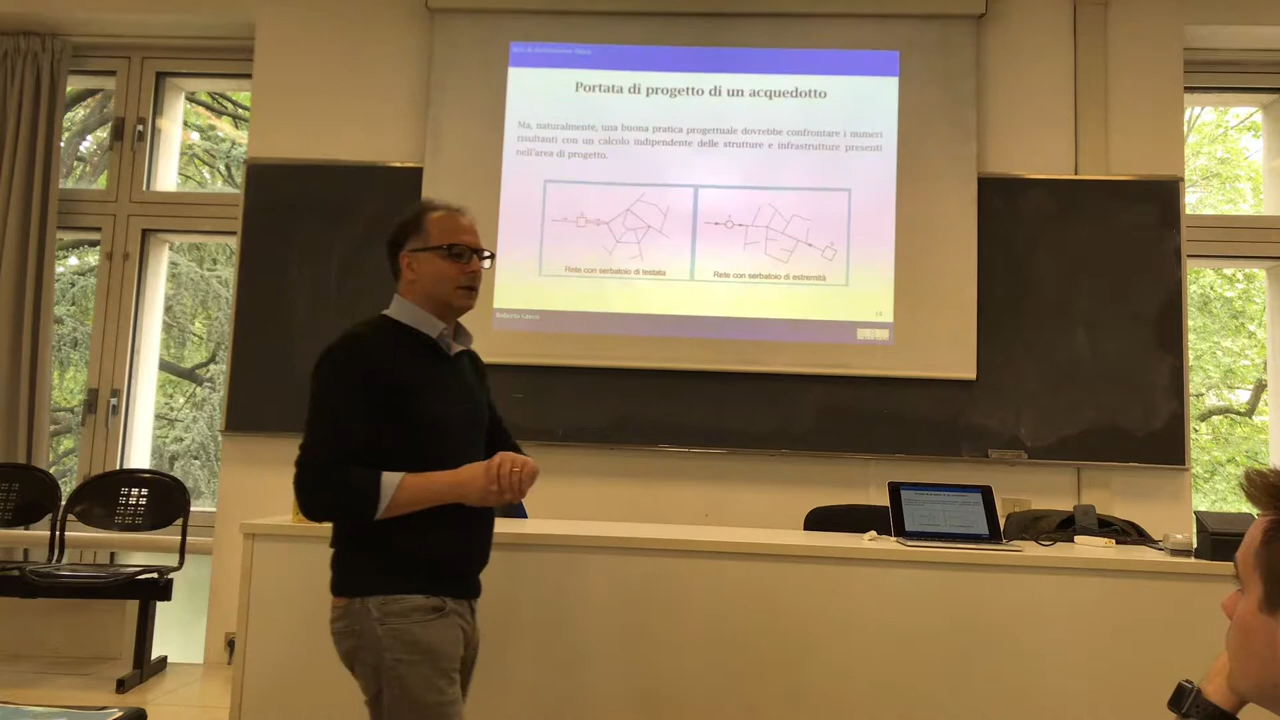 Portata di progetto di un acquedotto
Ma, naturalmente, una buona pratica progettuale dovrebbe confrontare i numeri
risultanti con un calcolo indipendente delle strutture e infrastrutture presenti
nell'area di progetto.
Rete con serbatoio di testata
Rete con serbatoio di estremità
Roberto Greco